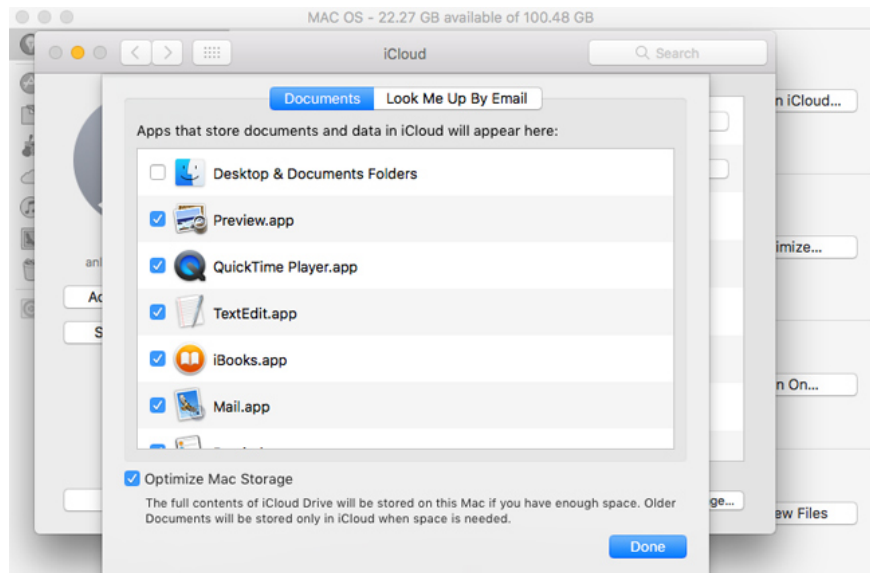 MAC OS - 22.27 GB available of 100.48 GB
iCloud
Search
Documents
Look Me Up By Email
n iCloud...
Apps that store documents and data in iCloud will appear here:
Desktop & Documents Folders
Preview.app
imize...
QuickTime Player.app
anl
Ad
TextEdit.app
S
iBooks.app
n On...
Mail.app
Optimize Mac Storage
The full contents of iCloud Drive will be stored on this Mac if you have enough space. Older
Documents will be stored only in iCloud when space is needed.
ge...
ew Files
Done